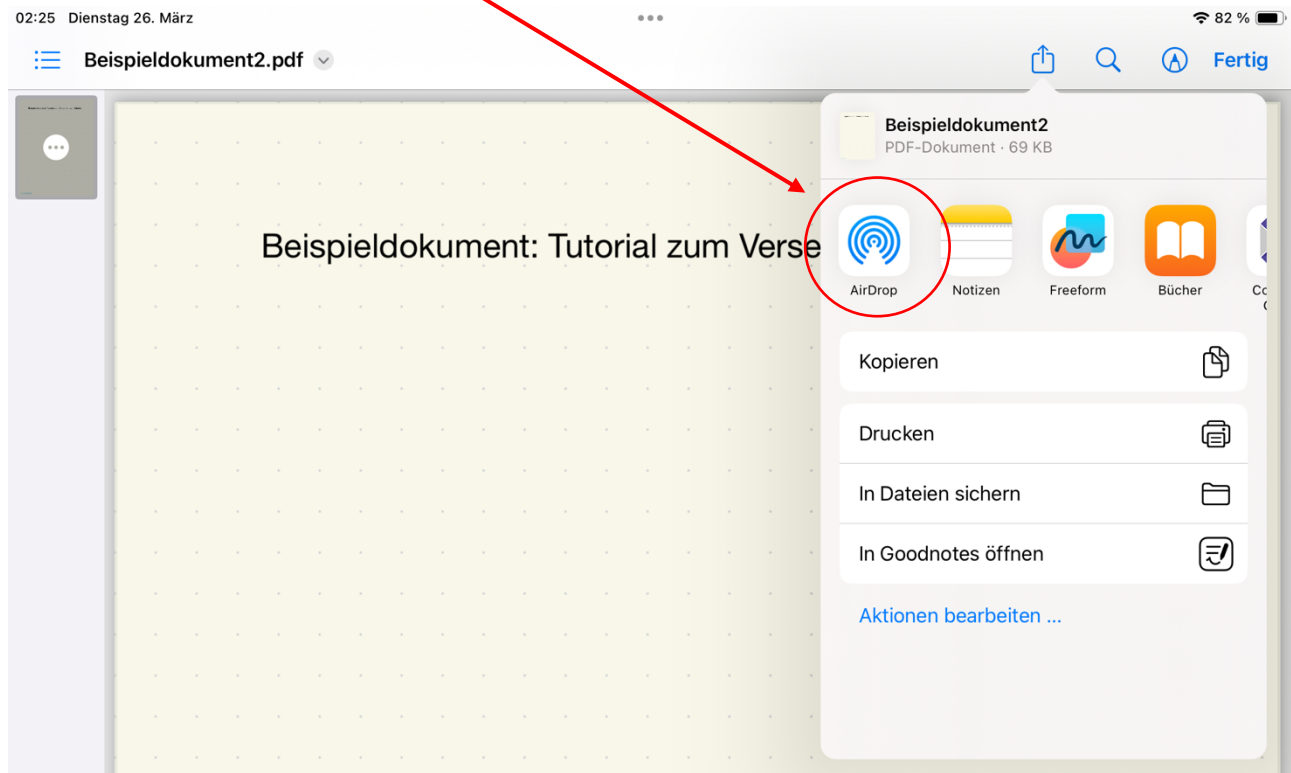 02:25 Dienstag 26. März
82 %
Beispieldokument2.pdf
Fertig
Beispieldokument2
PDF-Dokument · 69 KB
Beispieldokument: Tutorial zum Verse
AirDrop
Notizen
Freeform
Bücher
Kopieren
Drucken
In Dateien sichern
In Goodnotes öffnen
Aktionen bearbeiten ...